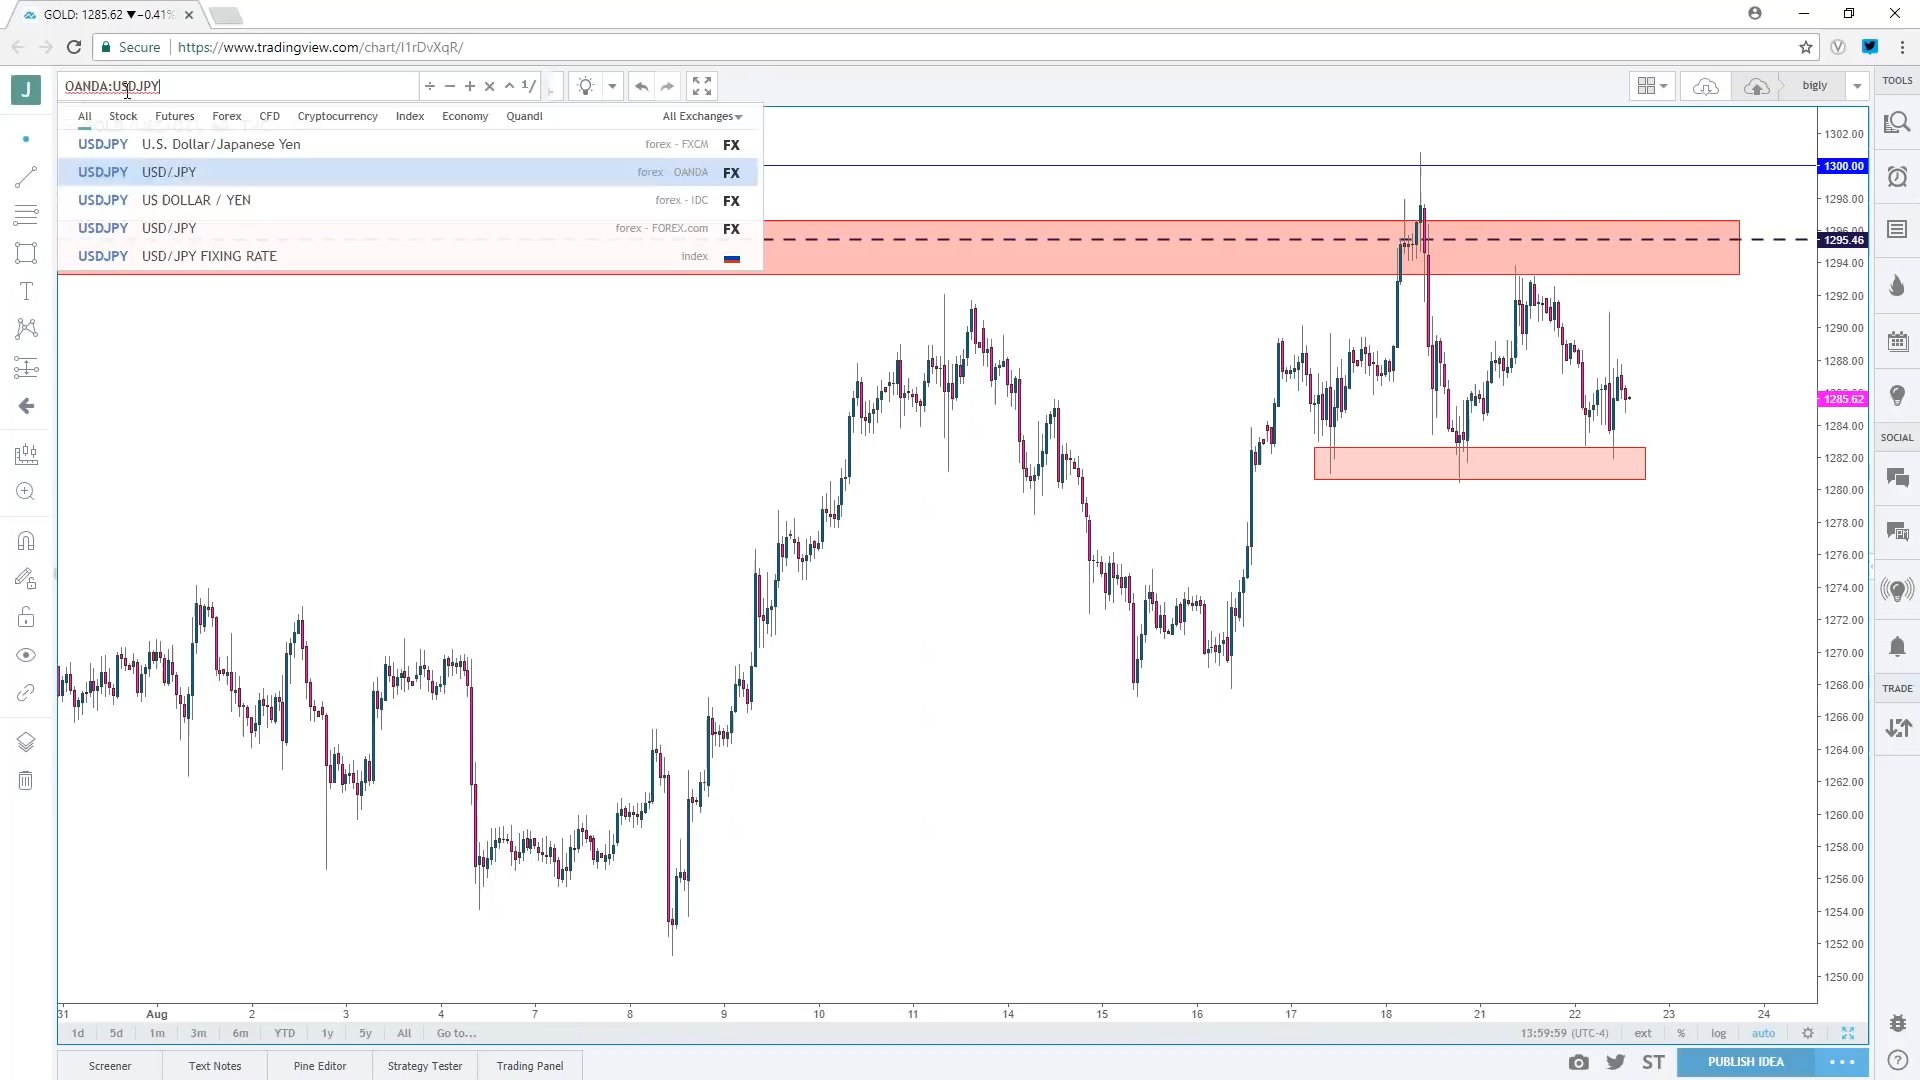 GOLD: 1285.62 ▼−0.41%
Secure | https://www.tradingview.com/chart/I1rDvXqR/
J
OANDA:USDJPY
÷ − + × ^ 1/
bigly
TOOLS
All Stock Futures Forex CFD Cryptocurrency Index Economy Quandl All Exchanges
USDJPY U.S. Dollar/Japanese Yen forex - FXCM FX
USDJPY USD/JPY forex OANDA FX
USDJPY US DOLLAR / YEN forex - IDC FX
USDJPY USD/JPY forex - FOREX.com FX
USDJPY USD/JPY FIXING RATE index
1302.00
1300.00
1298.00
1295.46
1294.00
1292.00
1290.00
1288.00
1285.62
1284.00
1282.00
1280.00
1278.00
1276.00
1274.00
1272.00
1270.00
1268.00
1266.00
1264.00
1262.00
1260.00
1258.00
1256.00
1254.00
1252.00
1250.00
SOCIAL
TRADE
31 Aug 2 3 4 7 8 9 10 11 14 15 16 17 18 21 22 23 24
1d 5d 1m 3m 6m YTD 1y 5y All Go to... 13:59:59 (UTC-4) ext % log auto
Screener Text Notes Pine Editor Strategy Tester Trading Panel ST PUBLISH IDEA